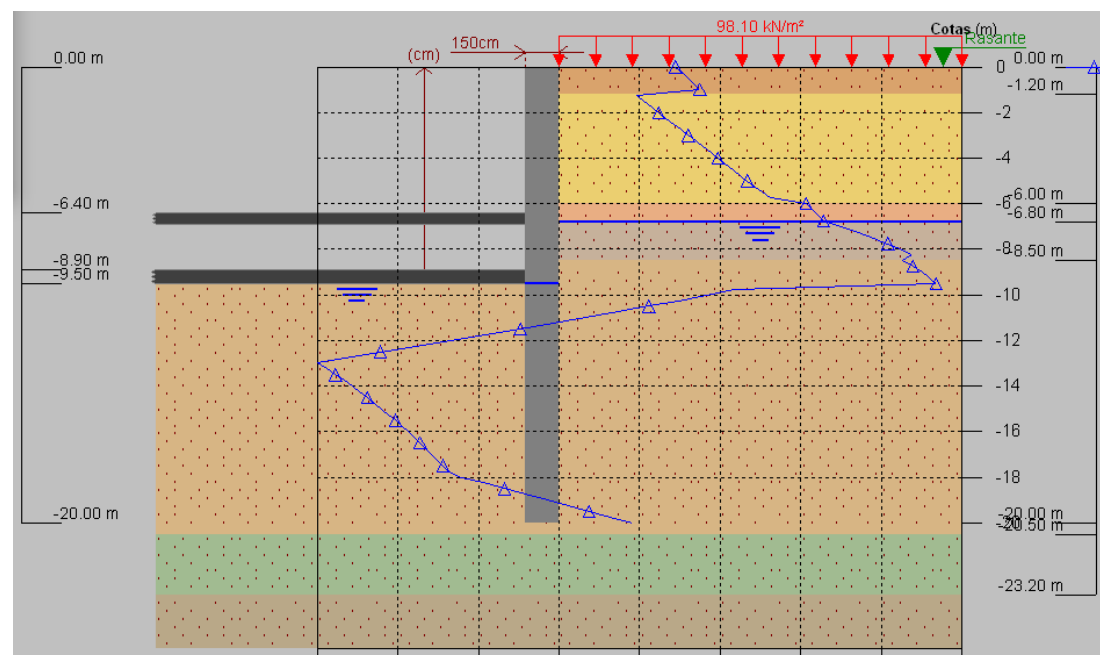 98.10 kN/m²
Cotas (m)
150cm
Rasante
(cm)
0.00 m
0
0.00 m
-1.20 m
-2
-4
-6.40 m
-6
-6.00 m
-6.80 m
-8
-8.50 m
-8.90 m
-9.50 m
-10
-12
-14
-16
-18
-20.00 m
-20.00 m
-20.50 m
-23.20 m